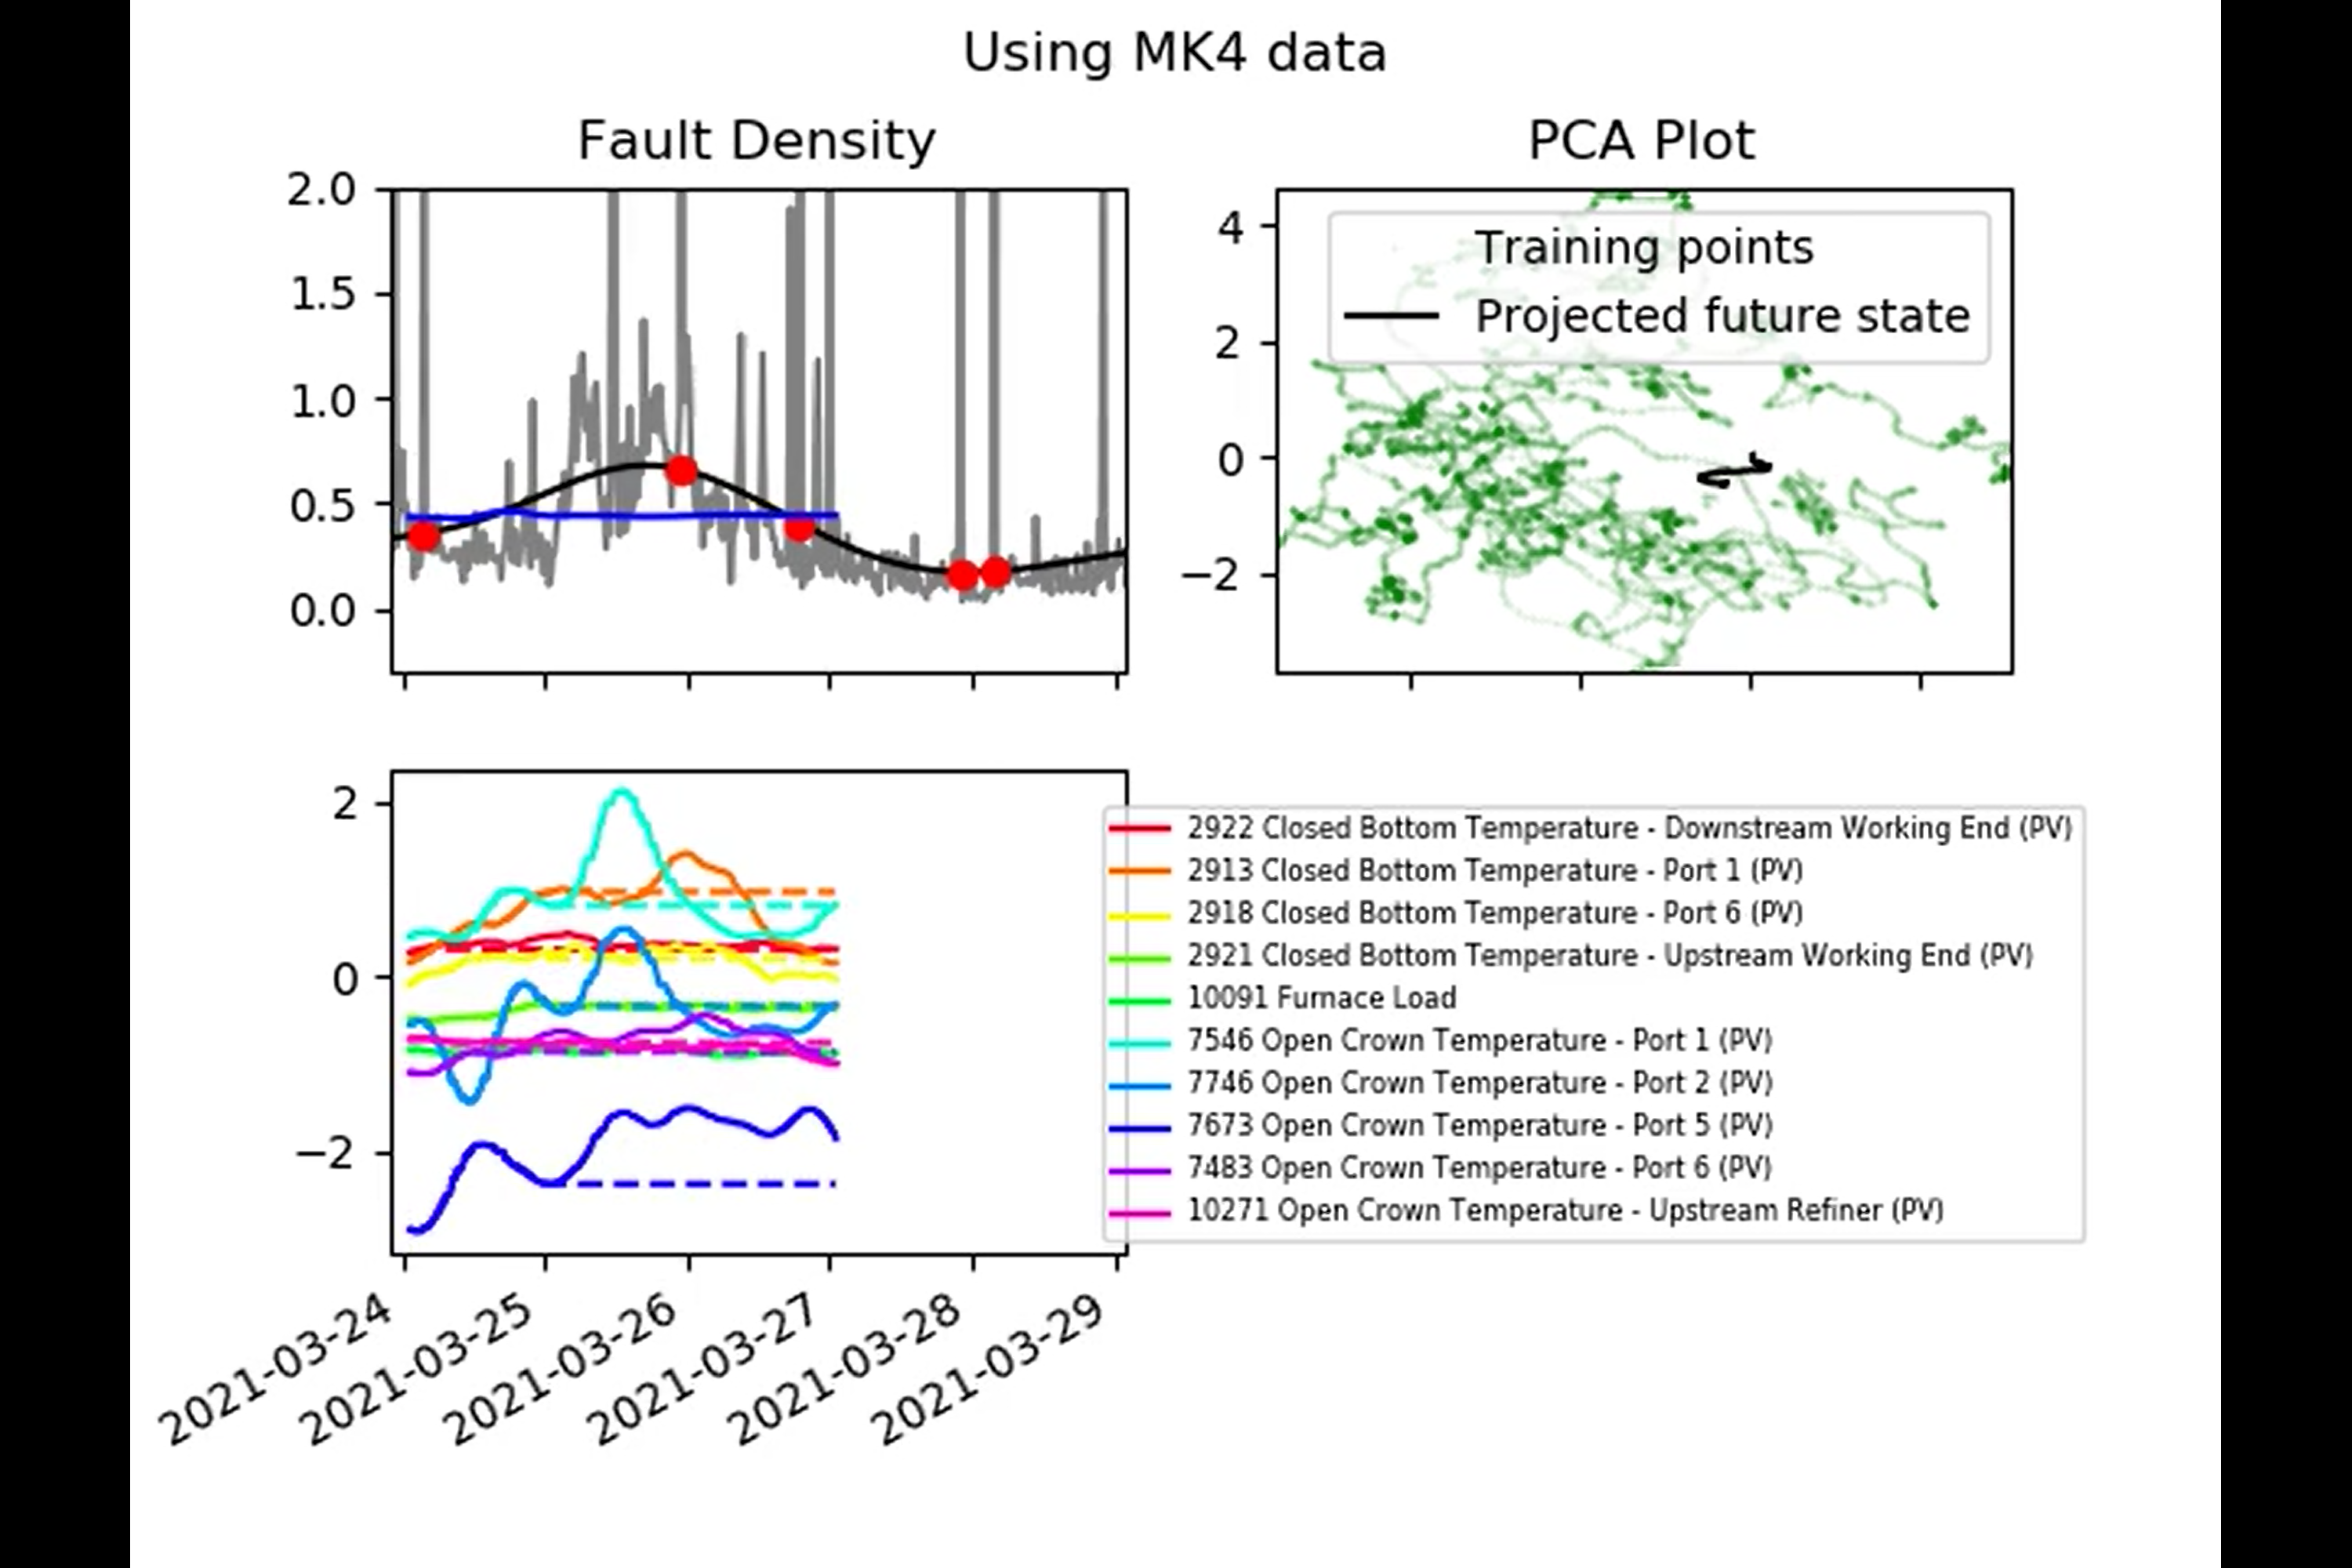 Using MK4 data
Fault Density
2.0
1.5
1.0
0.5
0.0
PCA Plot
4
2
0
−2
Training points
Projected future state
2
0
−2
2021-03-24
2021-03-25
2021-03-26
2021-03-27
2021-03-28
2021-03-29
2922 Closed Bottom Temperature - Downstream Working End (PV)
2913 Closed Bottom Temperature - Port 1 (PV)
2918 Closed Bottom Temperature - Port 6 (PV)
2921 Closed Bottom Temperature - Upstream Working End (PV)
10091 Furnace Load
7546 Open Crown Temperature - Port 1 (PV)
7746 Open Crown Temperature - Port 2 (PV)
7673 Open Crown Temperature - Port 5 (PV)
7483 Open Crown Temperature - Port 6 (PV)
10271 Open Crown Temperature - Upstream Refiner (PV)